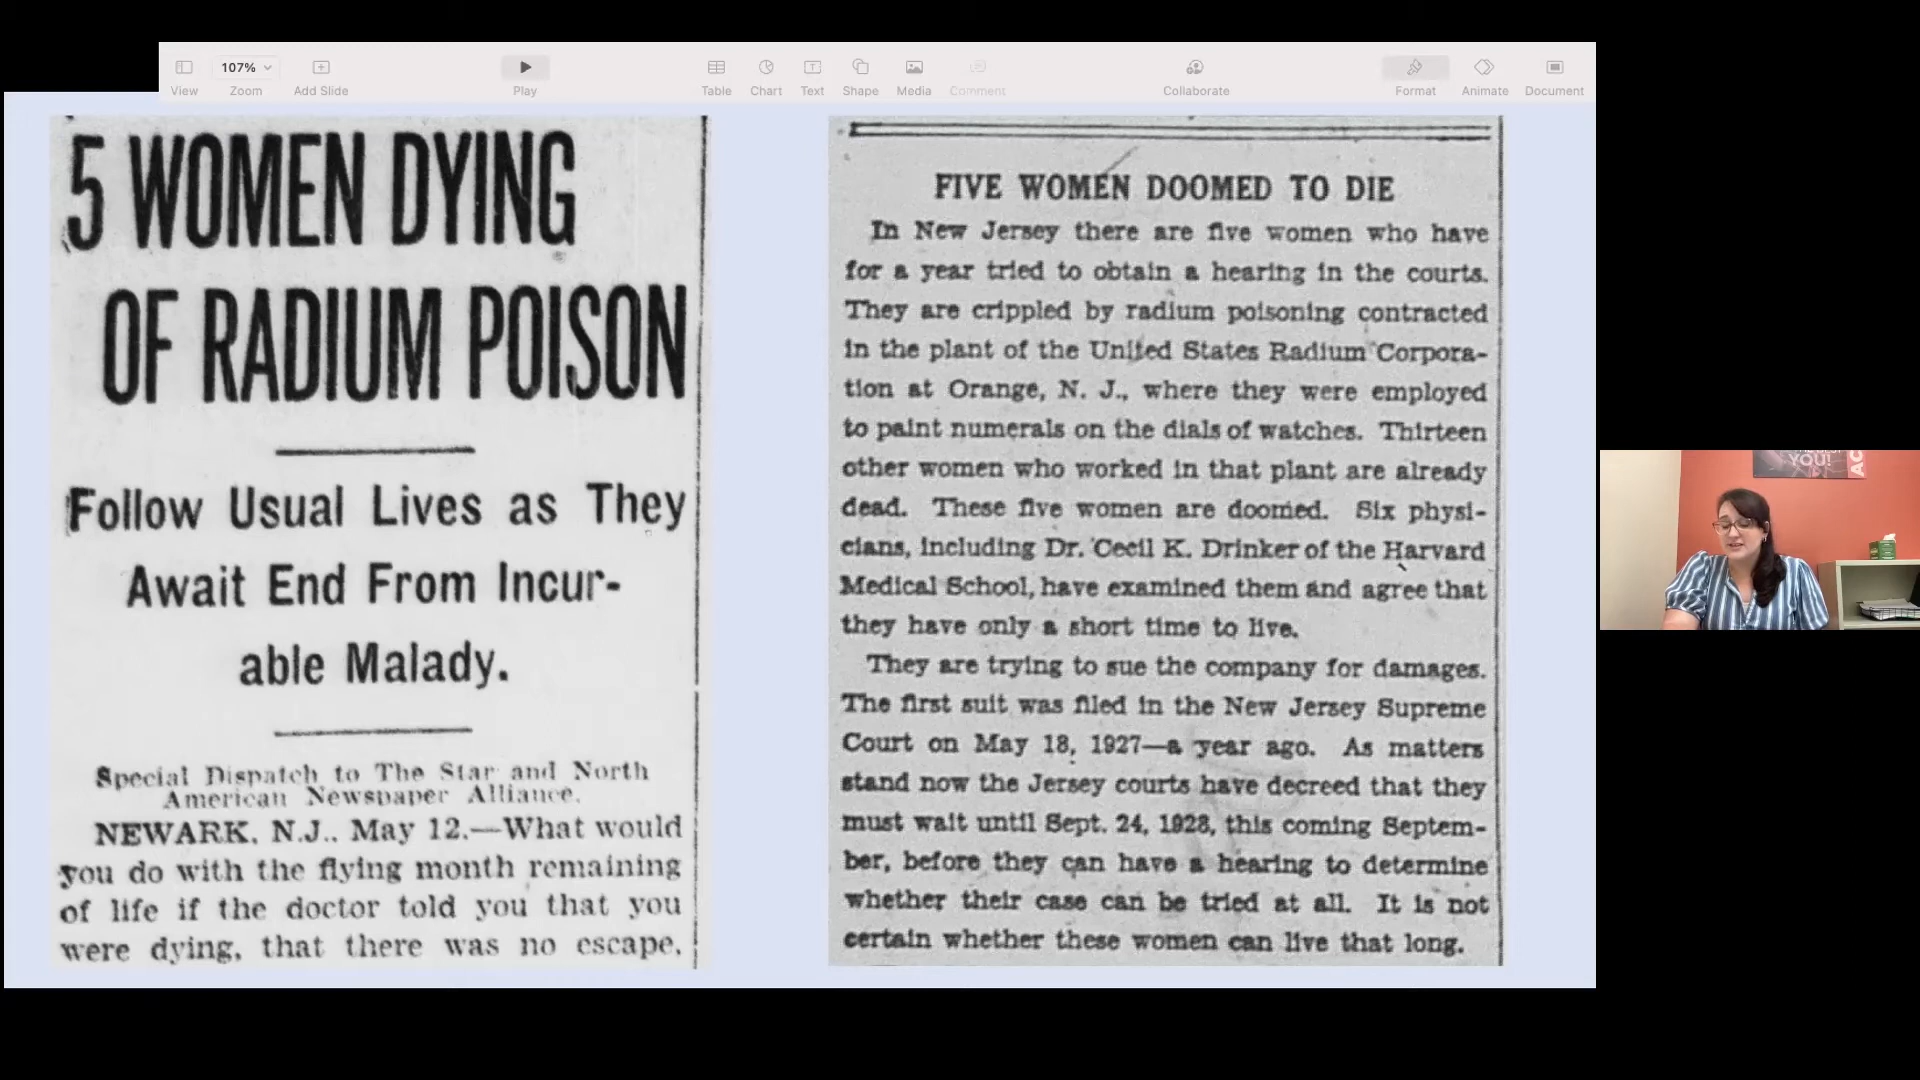 107%
View
Zoom
Add Slide
Play
Table
Chart
Text
Shape
Media
Comment
Collaborate
Format
Animate
Document
5 WOMEN DYING
OF RADIUM POISON
Follow Usual Lives as They
Await End From Incur-
able Malady.
Special Dispatch to The Star and North
American Newspaper Alliance.
NEWARK, N.J., May 12.—What would
you do with the flying month remaining
of life if the doctor told you that you
were dying, that there was no escape,
FIVE WOMEN DOOMED TO DIE
In New Jersey there are five women who have
for a year tried to obtain a hearing in the courts.
They are crippled by radium poisoning contracted
in the plant of the United States Radium Corpora-
tion at Orange, N. J., where they were employed
to paint numerals on the dials of watches. Thirteen
other women who worked in that plant are already
dead. These five women are doomed. Six physi-
cians, including Dr. Cecil K. Drinker of the Harvard
Medical School, have examined them and agree that
they have only a short time to live.
They are trying to sue the company for damages.
The first suit was filed in the New Jersey Supreme
Court on May 18, 1927—a year ago. As matters
stand now the Jersey courts have decreed that they
must wait until Sept. 24, 1928, this coming Septem-
ber, before they can have a hearing to determine
whether their case can be tried at all. It is not
certain whether these women can live that long.
YOU!
AC